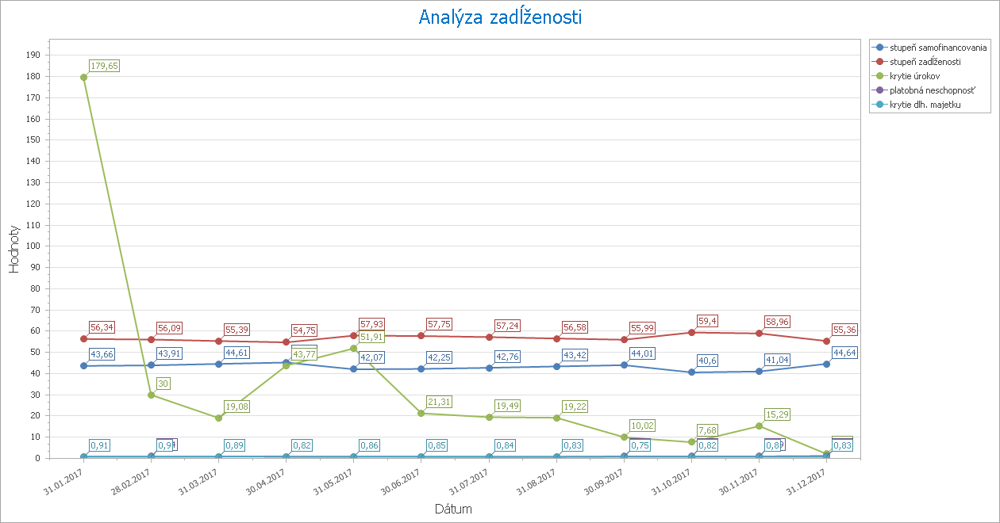 Analýza zadĺženosti
stupeň samofinancovania
stupeň zadĺženosti
krytie úrokov
platobná neschopnosť
krytie dlh. majetku
Hodnoty
190
180
170
160
150
140
130
120
110
100
90
80
70
60
50
40
30
20
10
0
179,65
56,34 56,09 55,39 54,75 57,93 57,75 57,24 56,58 55,99 59,4 58,96 55,36
43,66 43,91 44,61 42,07 42,25 42,76 43,42 44,01 40,6 41,04 44,64
30 19,08 43,77 51,91 21,31 19,49 19,22 10,02 7,68 15,29
0,91 0,89 0,82 0,86 0,85 0,84 0,83 0,75 0,82 0,83
31.01.2017 28.02.2017 31.03.2017 30.04.2017 31.05.2017 30.06.2017 31.07.2017 31.08.2017 30.09.2017 31.10.2017 30.11.2017 31.12.2017
Dátum